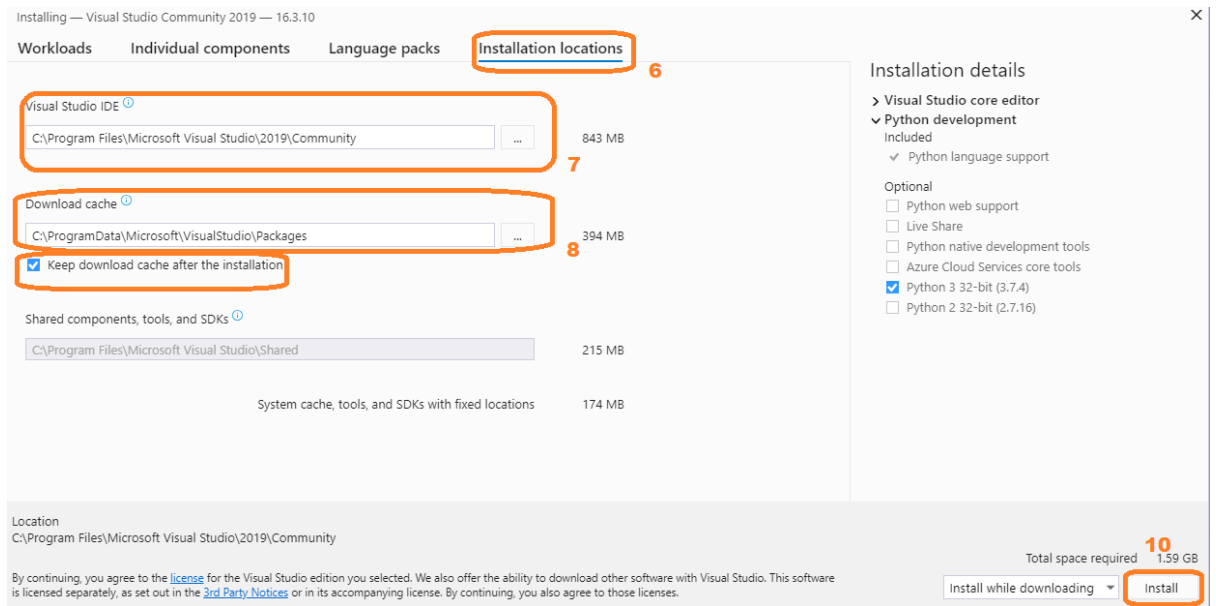 Installing — Visual Studio Community 2019 — 16.3.10
Workloads Individual components Language packs Installation locations
6
Visual Studio IDE
C:\Program Files\Microsoft Visual Studio\2019\Community ... 843 MB
7
Download cache
C:\ProgramData\Microsoft\VisualStudio\Packages ... 394 MB
8
Keep download cache after the installation
Shared components, tools, and SDKs
C:\Program Files\Microsoft Visual Studio\Shared 215 MB
System cache, tools, and SDKs with fixed locations 174 MB
Installation details
Visual Studio core editor
Python development
Included
Python language support
Optional
Python web support
Live Share
Python native development tools
Azure Cloud Services core tools
Python 3 32-bit (3.7.4)
Python 2 32-bit (2.7.16)
Location
C:\Program Files\Microsoft Visual Studio\2019\Community
10
Total space required 1.59 GB
By continuing, you agree to the license for the Visual Studio edition you selected. We also offer the ability to download other software with Visual Studio. This software
is licensed separately, as set out in the 3rd Party Notices or in its accompanying license. By continuing, you also agree to those licenses.
Install while downloading Install